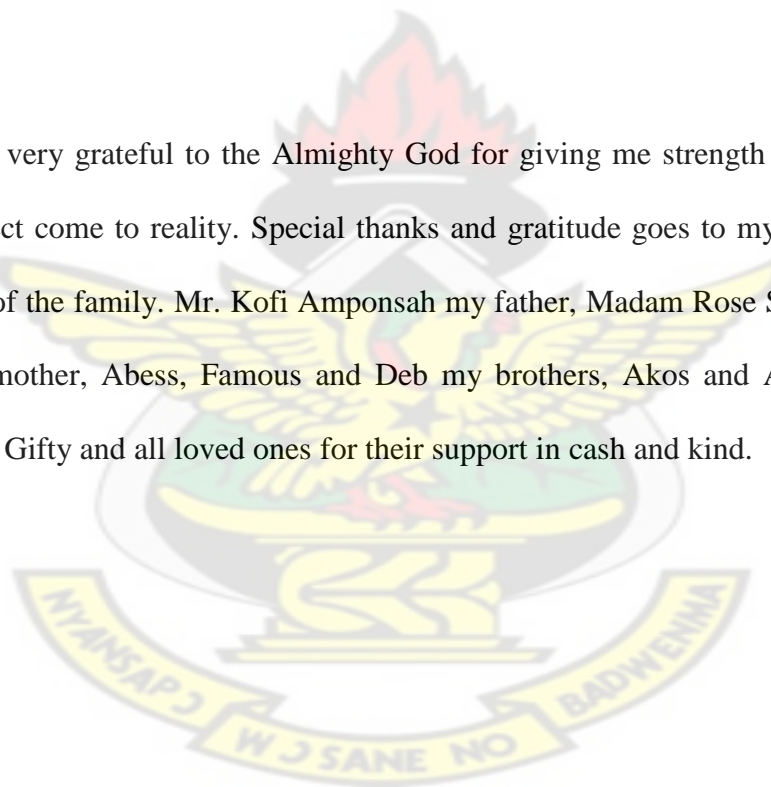 very grateful to the Almighty God for giving me strength
ct come to reality. Special thanks and gratitude goes to my
of the family. Mr. Kofi Amponsah my father, Madam Rose S
mother, Abess, Famous and Deb my brothers, Akos and A
Gifty and all loved ones for their support in cash and kind.
NYANSAPƆ WƆSANE NO BADWENMA